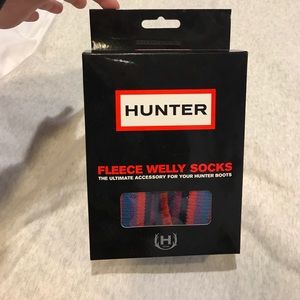 HUNTER
FLEECE WELLY SOCKS
THE ULTIMATE ACCESSORY FOR YOUR HUNTER BOOTS
H